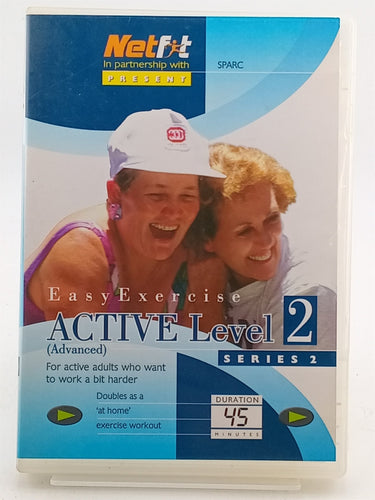 Netfit
In partnership with
PRESENT
SPARC
EasyExercise
ACTIVE Level 2
(Advanced)
SERIES 2
For active adults who want
to work a bit harder
Doubles as a
'at home'
exercise workout
DURATION
45
MINUTES